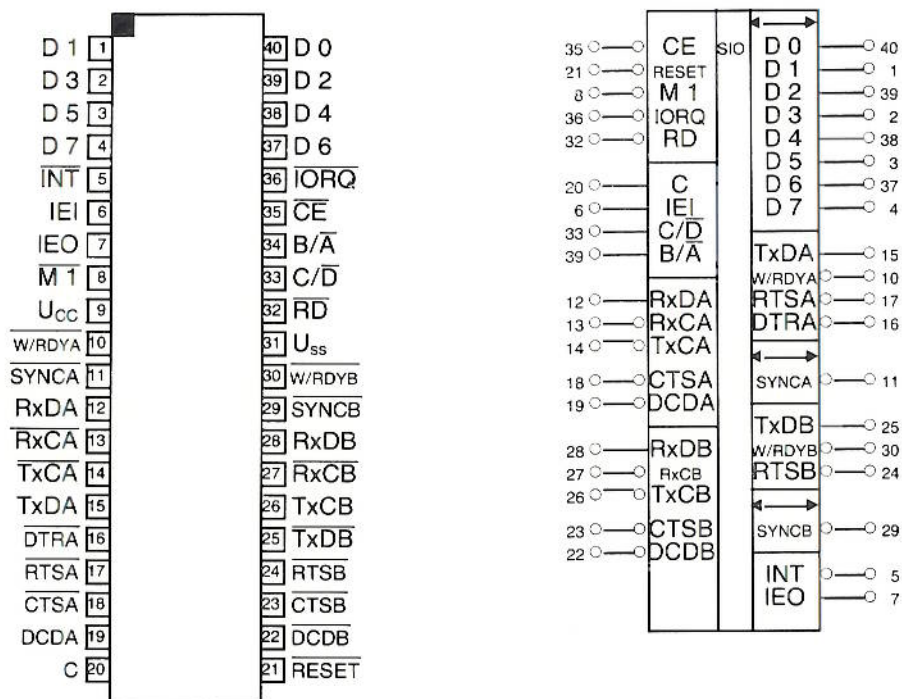 D 1 1 40 D 0
D 3 2 39 D 2
D 5 3 38 D 4
D 7 4 37 D 6
INT 5 36 IORQ
IEI 6 35 CE
IEO 7 34 B/A
M 1 8 33 C/D
Ucc 9 32 RD
W/RDYA 10 31 Uss
SYNCA 11 30 W/RDYB
RxDA 12 29 SYNCB
RxCA 13 28 RxDB
TxCA 14 27 RxCB
TxDA 15 26 TxCB
DTRA 16 25 TxDB
RTSA 17 24 RTSB
CTSA 18 23 CTSB
DCDA 19 22 DCDB
C 20 21 RESET
35 CE SIO D 0 40
21 RESET D 1 1
8 M 1 D 2 39
36 IORQ D 3 2
32 RD D 4 38
D 5 3
20 C D 6 37
6 IEI D 7 4
33 C/D
39 B/A TxDA 15
W/RDYA 10
12 RxDA RTSA 17
13 RxCA DTRA 16
14 TxCA
18 CTSA SYNCA 11
19 DCDA
TxDB 25
28 RxDB W/RDYB 30
27 RxCB RTSB 24
26 TxCB
23 CTSB SYNCB 29
22 DCDB
INT 5
IEO 7